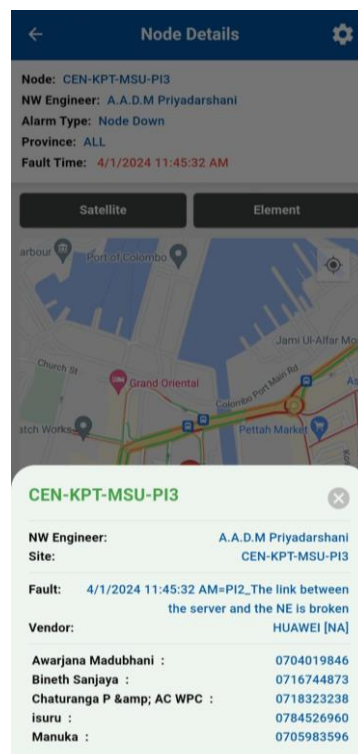 Node Details
Node: CEN-KPT-MSU-PI3
NW Engineer: A.A.D.M Priyadarshani
Alarm Type: Node Down
Province: ALL
Fault Time: 4/1/2024 11:45:32 AM
Satellite Element
arbour
Port of Colombo
Jami Ul-Alfar Mo
Church St
Grand Oriental
Colombo Port Main Rd
atch Works
Pettah Market
CEN-KPT-MSU-PI3
NW Engineer: A.A.D.M Priyadarshani
Site: CEN-KPT-MSU-PI3
Fault: 4/1/2024 11:45:32 AM=PI2_The link between
the server and the NE is broken
Vendor: HUAWEI [NA]
Awarjana Madubhani : 0704019846
Bineth Sanjaya : 0716744873
Chaturanga P &amp; AC WPC : 0718323238
isuru : 0784526960
Manuka : 0705983596